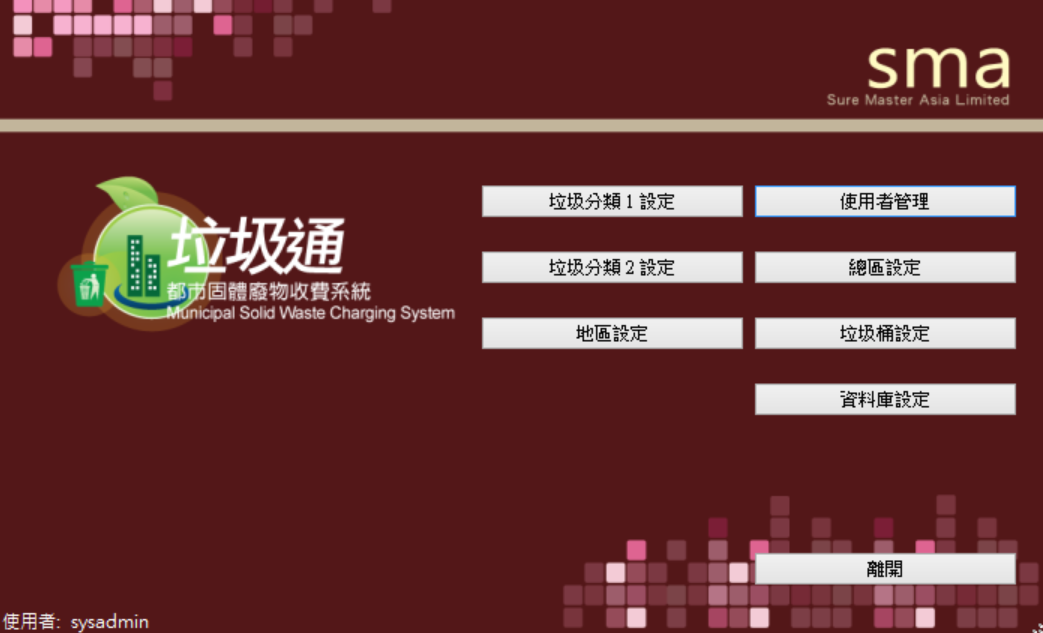 sma
Sure Master Asia Limited
垃圾通
都市固體廢物收費系統
Municipal Solid Waste Charging System
垃圾分類 1 設定
使用者管理
垃圾分類 2 設定
總區設定
地區設定
垃圾桶設定
資料庫設定
離開
使用者: sysadmin